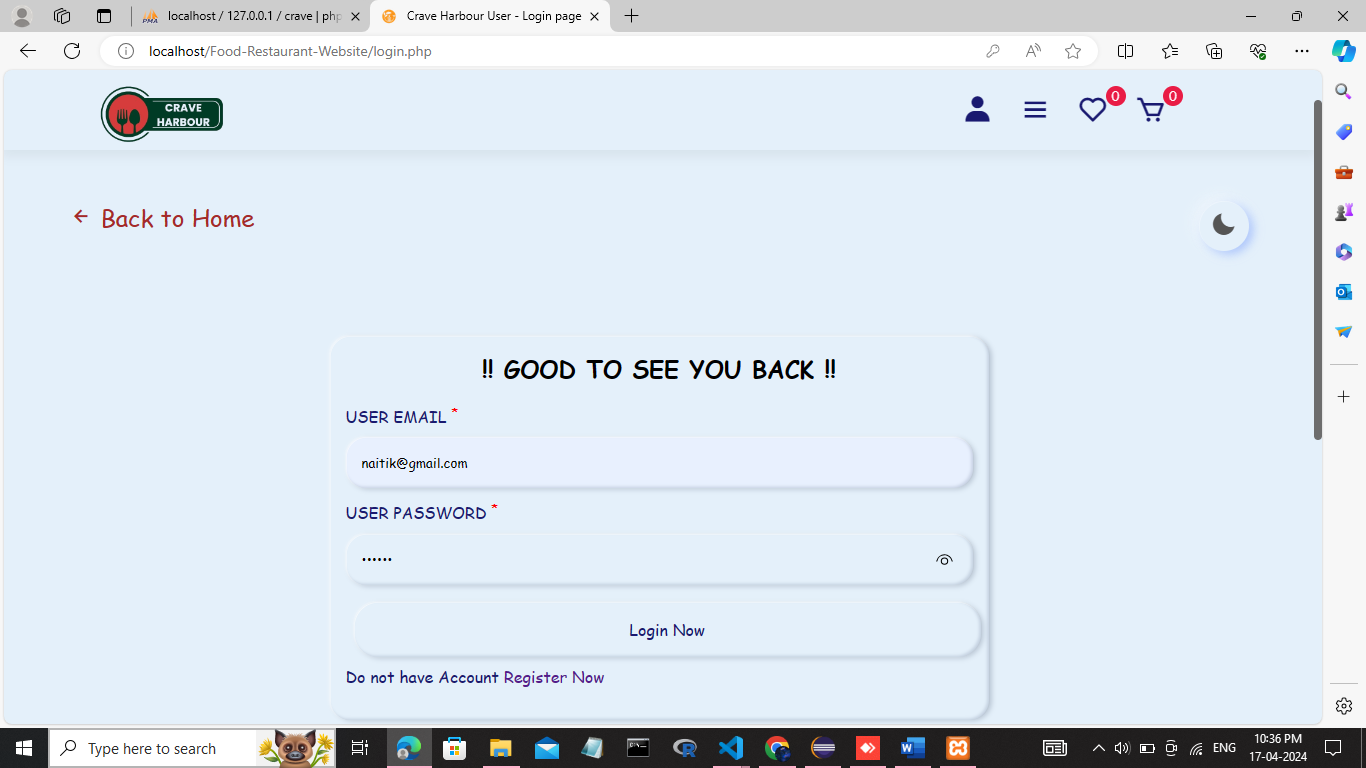 localhost / 127.0.0.1 / crave | php
Crave Harbour User - Login page
localhost/Food-Restaurant-Website/login.php
CRAVE
HARBOUR
0
0
Back to Home
!! GOOD TO SEE YOU BACK !!
USER EMAIL *
naitik@gmail.com
USER PASSWORD *
••••••
Login Now
Do not have Account Register Now
Type here to search
ENG
10:36 PM
17-04-2024